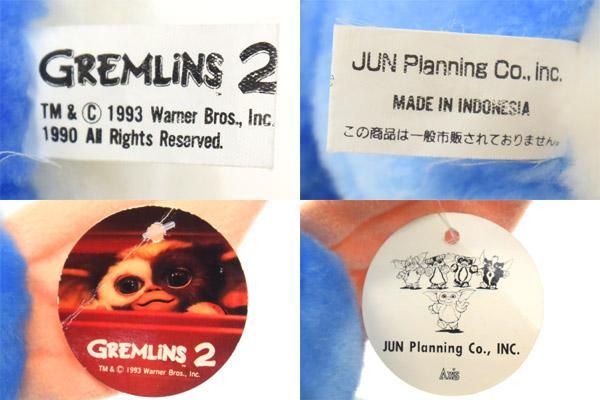 GREMLINS 2
TM & © 1993 Warner Bros., Inc.
1990 All Rights Reserved.
JUN Planning Co., inc.
MADE IN INDONESIA
この商品は一般市販されておりません。
GREMLINS 2
TM & © 1993 Warner Bros., Inc.
JUN Planning Co., INC.
Axis